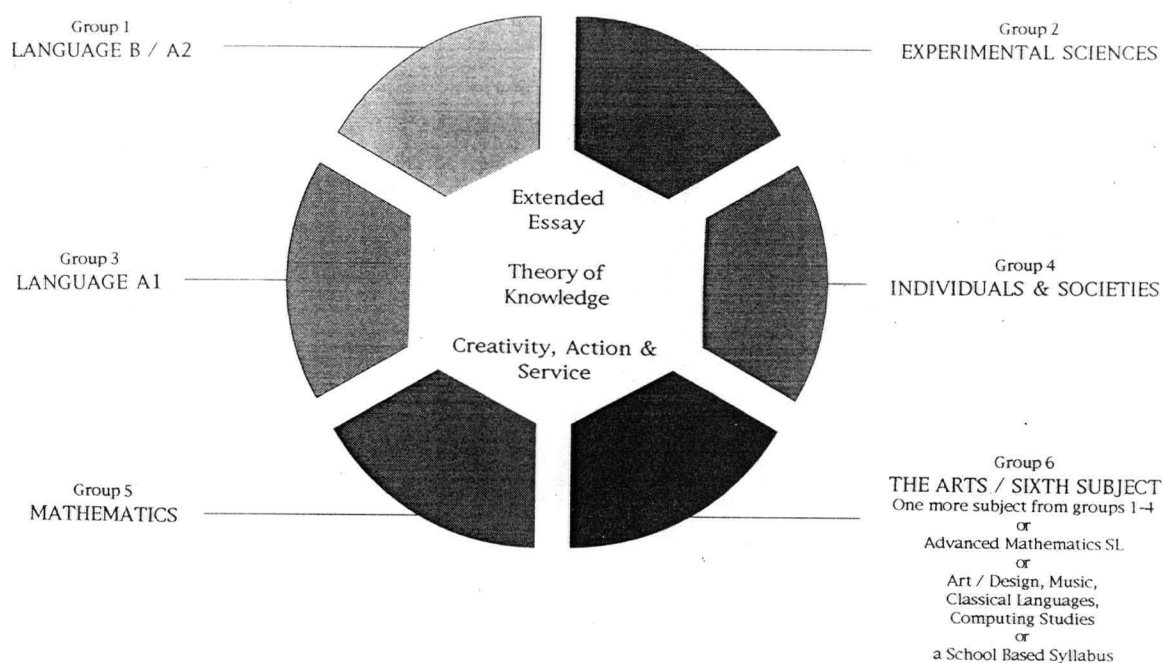 Group 1
LANGUAGE B / A2
Group 2
EXPERIMENTAL SCIENCES
Extended
Essay
Theory of
Knowledge
Creativity, Action &
Service
Group 3
LANGUAGE A1
Group 4
INDIVIDUALS & SOCIETIES
Group 5
MATHEMATICS
Group 6
THE ARTS / SIXTH SUBJECT
One more subject from groups 1-4
or
Advanced Mathematics SL
or
Art / Design, Music,
Classical Languages,
Computing Studies
or
a School Based Syllabus